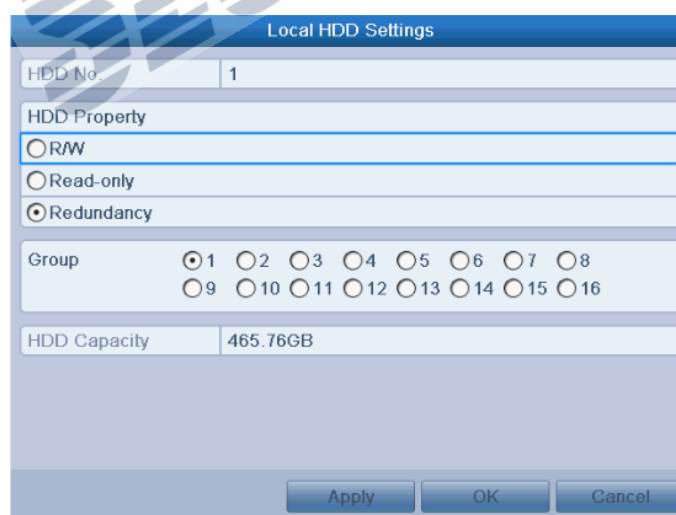 Local HDD Settings
HDD No. 1
HDD Property
R/W
Read-only
Redundancy
Group 1 2 3 4 5 6 7 8
9 10 11 12 13 14 15 16
HDD Capacity 465.76GB
Apply OK Cancel